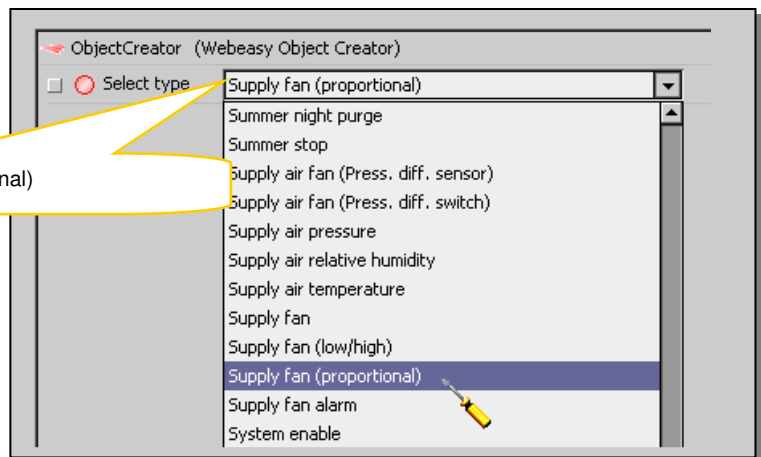 ObjectCreator (Webeasy Object Creator)
Select type Supply fan (proportional)
Summer night purge
Summer stop
nal) Supply air fan (Press. diff. sensor)
Supply air fan (Press. diff. switch)
Supply air pressure
Supply air relative humidity
Supply air temperature
Supply fan
Supply fan (low/high)
Supply fan (proportional)
Supply fan alarm
System enable